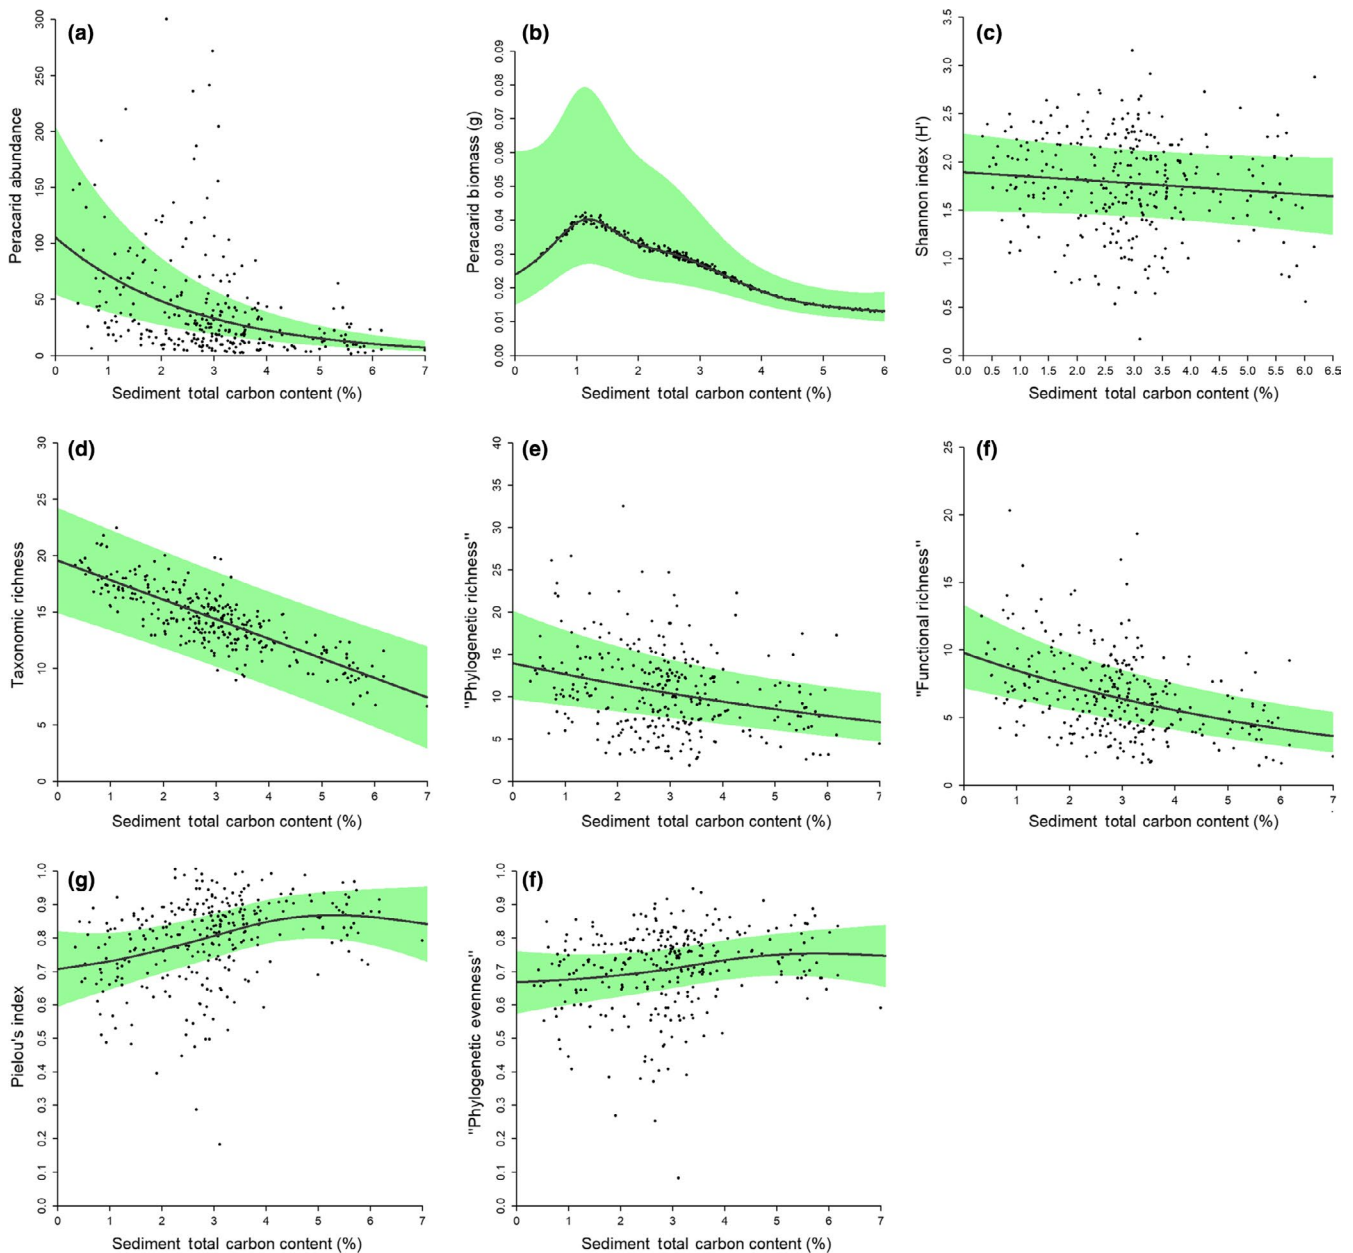 (a)
300
250
200
150
100
50
0
Peracarid abundance
0 1 2 3 4 5 6 7
Sediment total carbon content (%)
(b)
0.09
0.08
0.07
0.06
0.05
0.04
0.03
0.02
0.01
0.00
Peracarid biomass (g)
0 1 2 3 4 5 6
Sediment total carbon content (%)
(c)
3.5
3.0
2.5
2.0
1.5
1.0
0.5
0.0
Shannon index (H')
0.0 0.5 1.0 1.5 2.0 2.5 3.0 3.5 4.0 4.5 5.0 5.5 6.0 6.5
Sediment total carbon content (%)
(d)
30
25
20
15
10
5
0
Taxonomic richness
0 1 2 3 4 5 6 7
Sediment total carbon content (%)
(e)
40
35
30
25
20
15
10
5
0
"Phylogenetic richness"
0 1 2 3 4 5 6 7
Sediment total carbon content (%)
(f)
25
20
15
10
5
0
"Functional richness"
0 1 2 3 4 5 6 7
Sediment total carbon content (%)
(g)
1.0
0.9
0.8
0.7
0.6
0.5
0.4
0.3
0.2
0.1
0.0
Pielou's index
0 1 2 3 4 5 6 7
Sediment total carbon content (%)
(f)
1.0
0.9
0.8
0.7
0.6
0.5
0.4
0.3
0.2
0.1
0.0
"Phylogenetic evenness"
0 1 2 3 4 5 6 7
Sediment total carbon content (%)